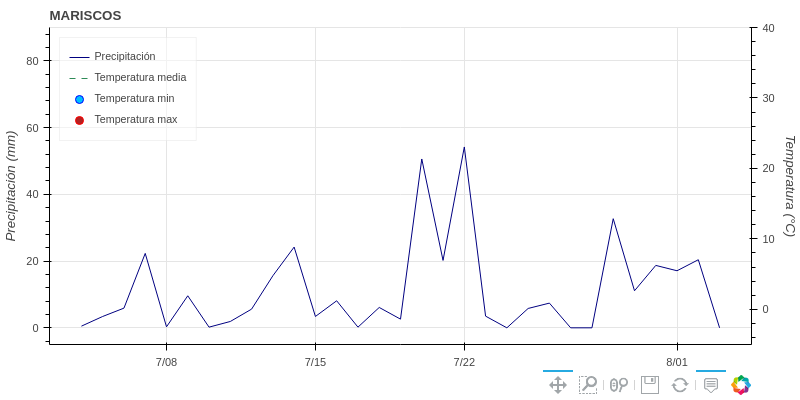 MARISCOS
Precipitación
Temperatura media
Temperatura min
Temperatura max
Precipitación (mm)
80
60
40
20
0
Temperatura (°C)
40
30
20
10
0
7/08
7/15
7/22
8/01